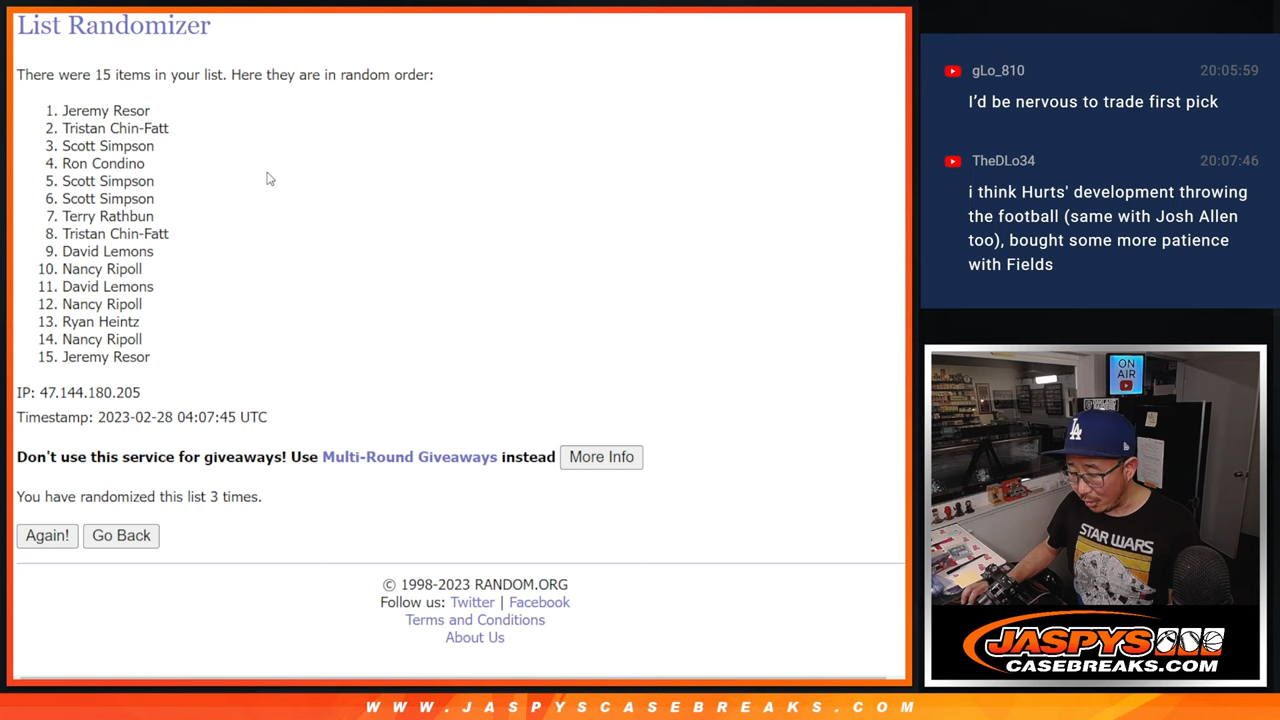 List Randomizer
There were 15 items in your list. Here they are in random order:
1. Jeremy Resor
2. Tristan Chin-Fatt
3. Scott Simpson
4. Ron Condino
5. Scott Simpson
6. Scott Simpson
7. Terry Rathbun
8. Tristan Chin-Fatt
9. David Lemons
10. Nancy Ripoll
11. David Lemons
12. Nancy Ripoll
13. Ryan Heintz
14. Nancy Ripoll
15. Jeremy Resor
IP: 47.144.180.205
Timestamp: 2023-02-28 04:07:45 UTC
Don't use this service for giveaways! Use Multi-Round Giveaways instead More Info
You have randomized this list 3 times.
Again! Go Back
© 1998-2023 RANDOM.ORG
Follow us: Twitter | Facebook
Terms and Conditions
About Us
gLo_810 20:05:59
I'd be nervous to trade first pick
TheDLo34 20:07:46
i think Hurts' development throwing
the football (same with Josh Allen
too), bought some more patience
with Fields
ON
AIR
LA
STAR WARS
JASPYS
CASEBREAKS.COM
WWW.JASPYSCASEBREAKS.COM